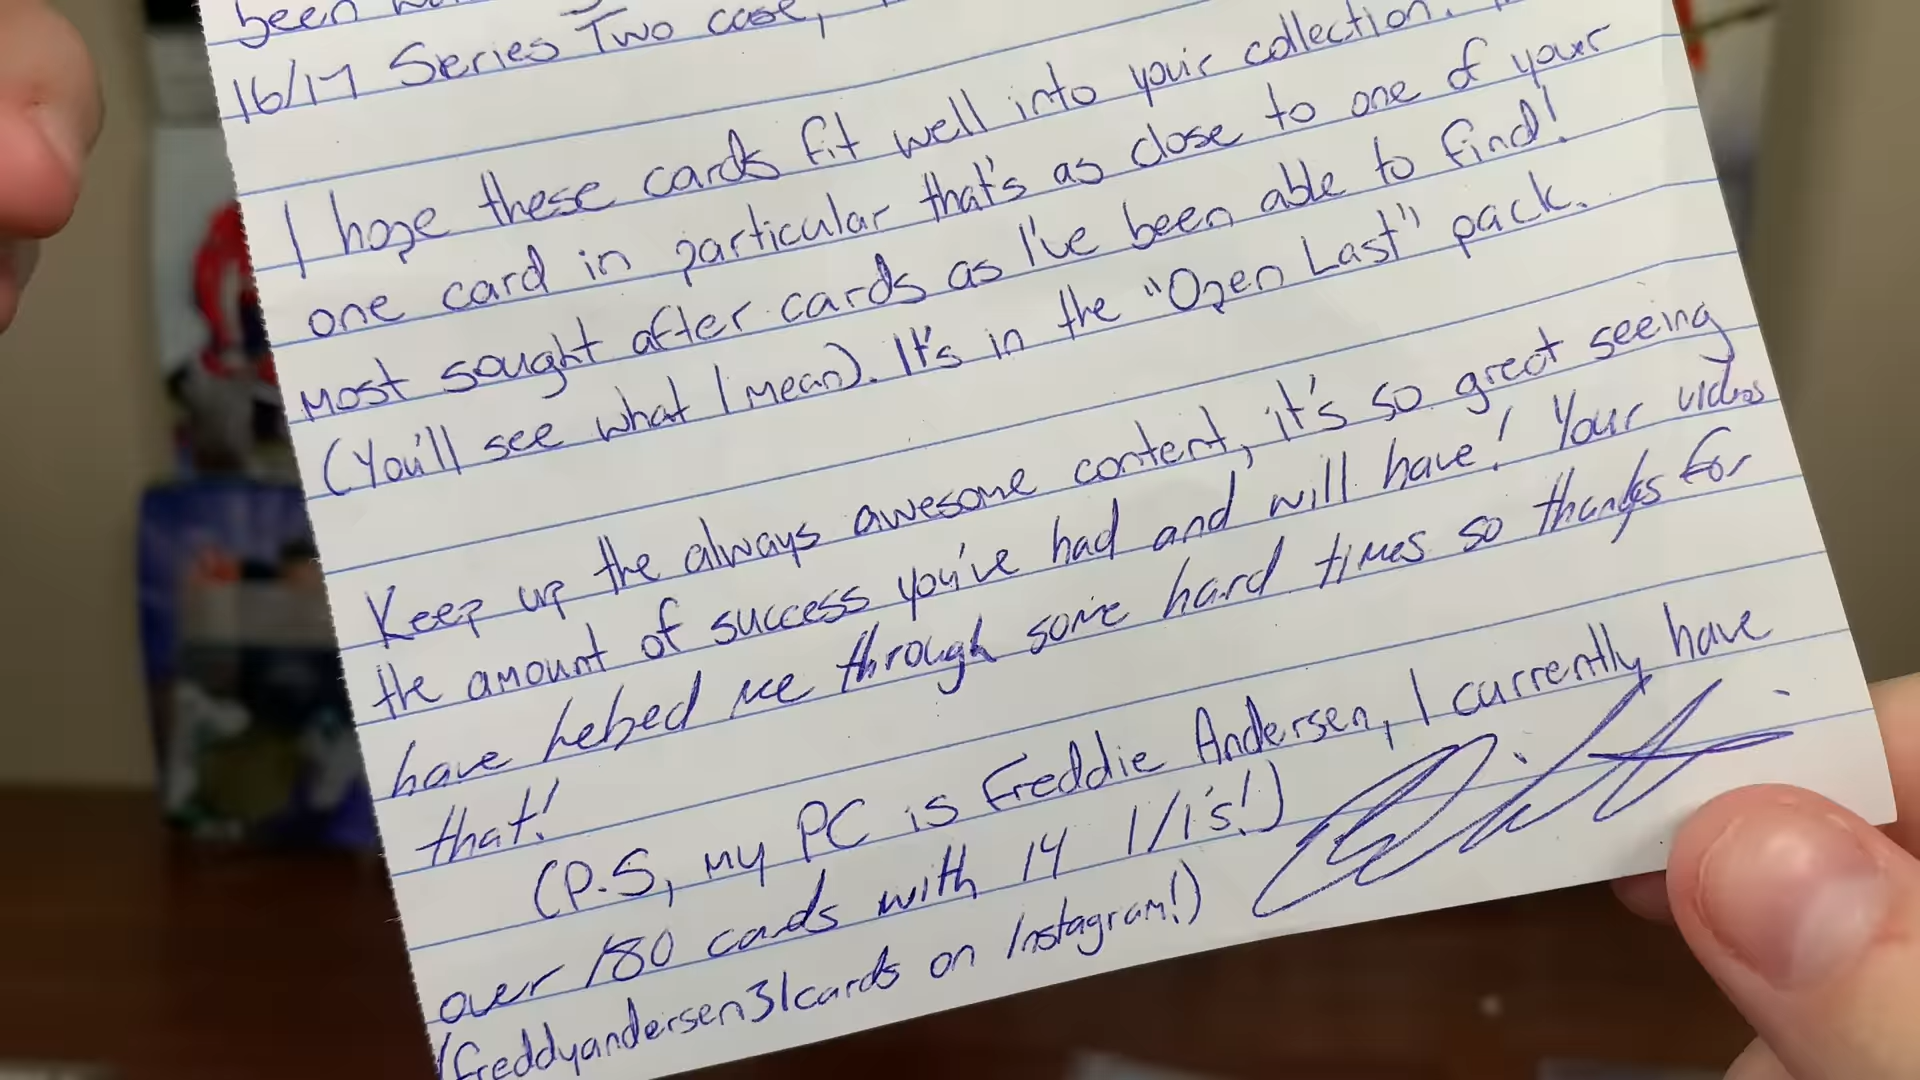 been
16/17 Series Two case,
I hope these cards fit well into your collection.
one card in particular that's as close to one of your
most sought after cards as I've been able to find!
(You'll see what I mean). It's in the "Open Last" pack.
Keep up the always awesome content, it's so great seeing
the amount of success you've had and will have! Your videos
have helped me through some hard times so thanks for
that!
(P.S, my PC is Freddie Andersen, I currently have
over 180 cards with 14 1/1's!)
(freddyandersen31cards on Instagram!)